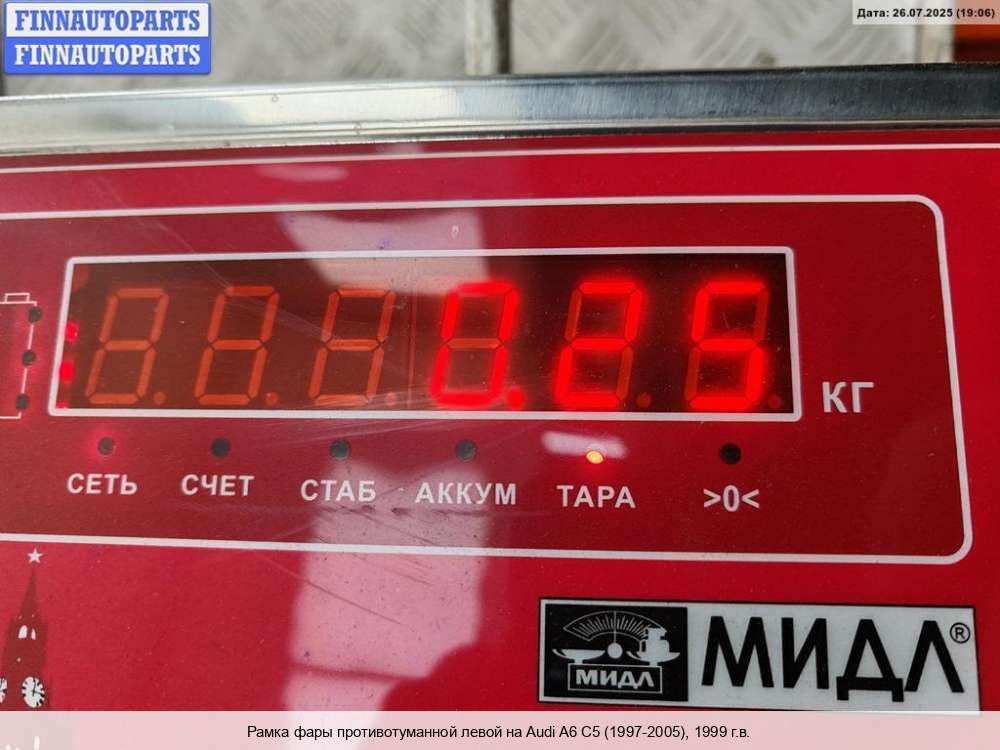 FINNAUTOPARTS
FINNAUTOPARTS
Дата: 26.07.2025 (19:06)
0.25
КГ
СЕТЬ СЧЕТ СТАБ АККУМ ТАРА >0<
МИДЛ МИДЛ®
Рамка фары противотуманной левой на Audi A6 C5 (1997-2005), 1999 г.в.